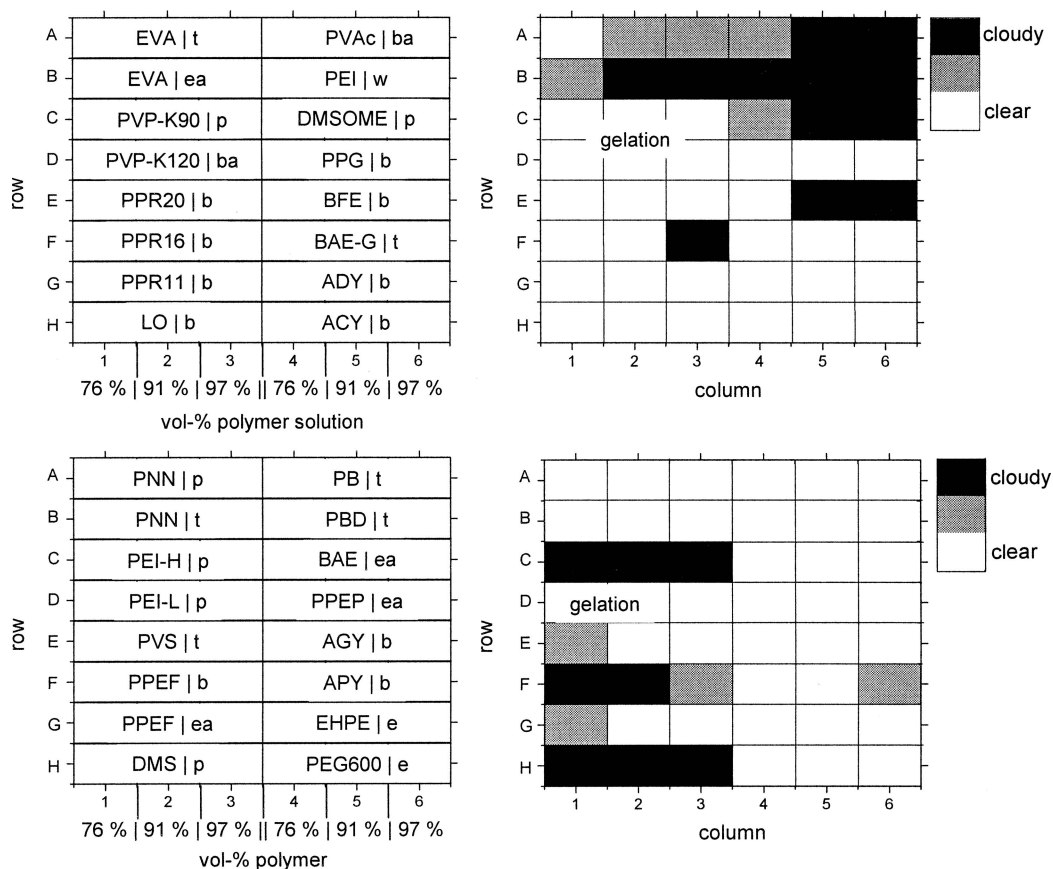 A EVA | t PVAc | ba
B EVA | ea PEI | w
C PVP-K90 | p DMSOME | p
D PVP-K120 | ba PPG | b
E PPR20 | b BFE | b
F PPR16 | b BAE-G | t
G PPR11 | b ADY | b
H LO | b ACY | b
row
1 2 3 4 5 6
76 % | 91 % | 97 % || 76 % | 91 % | 97 %
vol-% polymer solution
A
B
C
gelation
D
E
F
G
H
row
1 2 3 4 5 6
column
cloudy
clear
A PNN | p PB | t
B PNN | t PBD | t
C PEI-H | p BAE | ea
D PEI-L | p PPEP | ea
E PVS | t AGY | b
F PPEF | b APY | b
G PPEF | ea EHPE | e
H DMS | p PEG600 | e
row
1 2 3 4 5 6
76 % | 91 % | 97 % || 76 % | 91 % | 97 %
vol-% polymer
A
B
C
D gelation
E
F
G
H
row
1 2 3 4 5 6
column
cloudy
clear